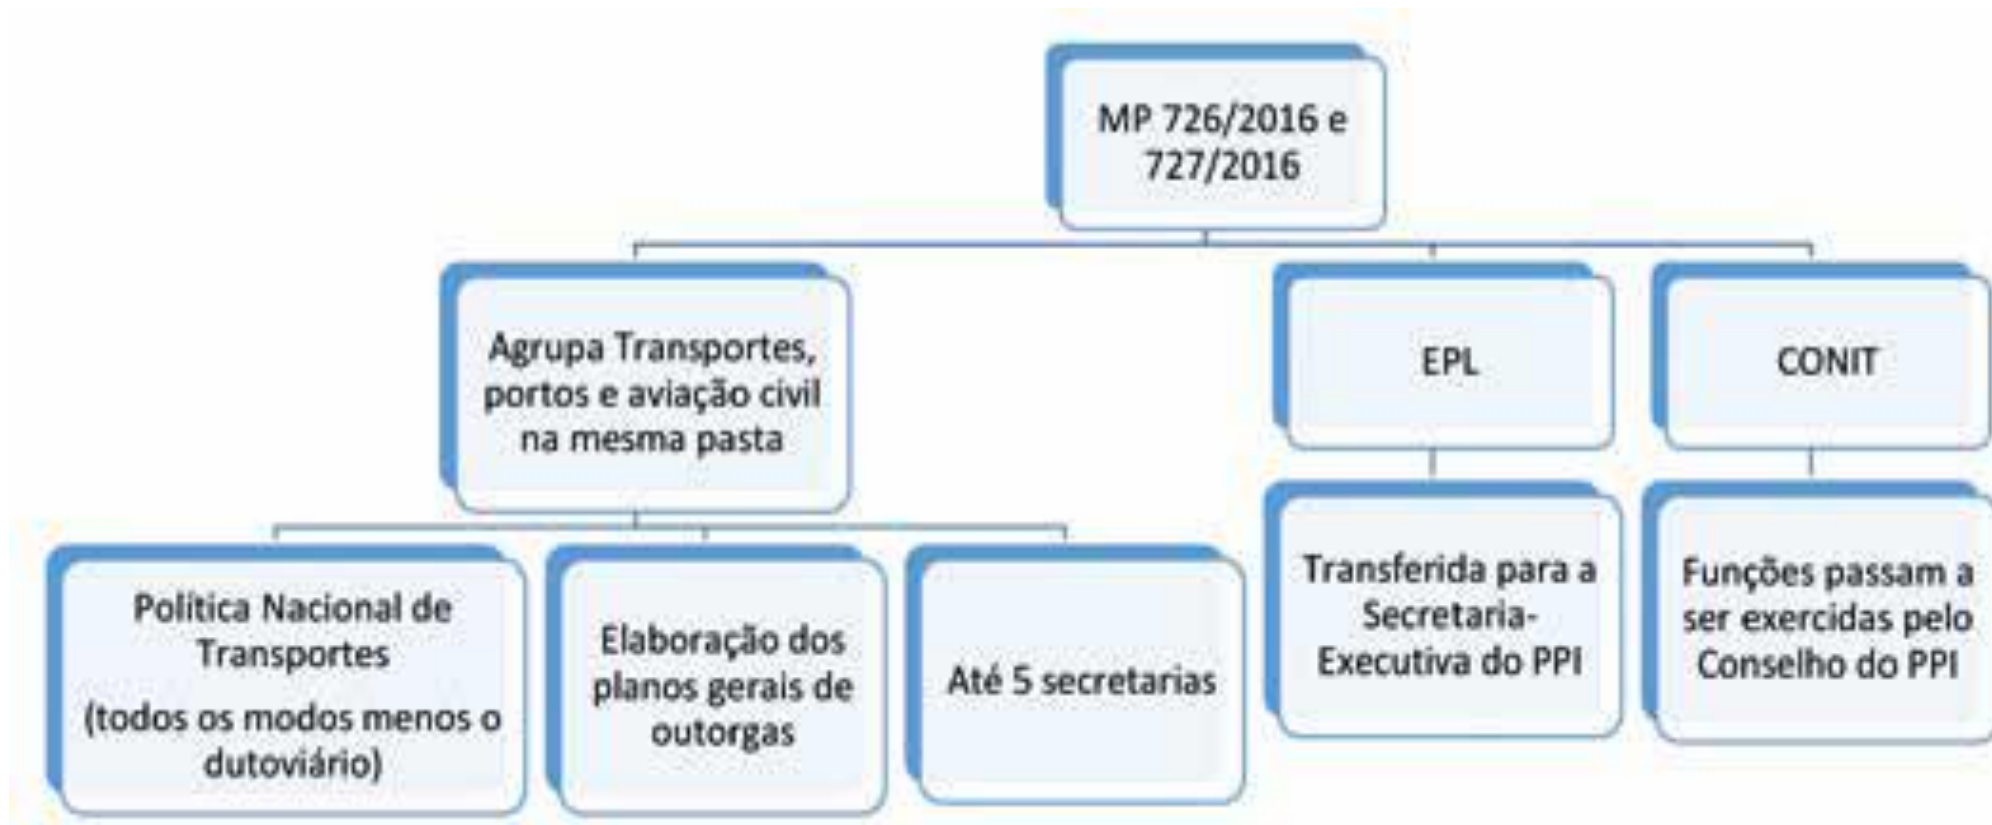 MP 726/2016 e
727/2016
Agrupa Transportes,
portos e aviação civil
na mesma pasta
EPL
CONIT
Política Nacional de
Transportes
(todos os modos menos o
dutoviário)
Elaboração dos
planos gerais de
outorgas
Até 5 secretarias
Transferida para a
Secretaria-
Executiva do PPI
Funções passam a
ser exercidas pelo
Conselho do PPI